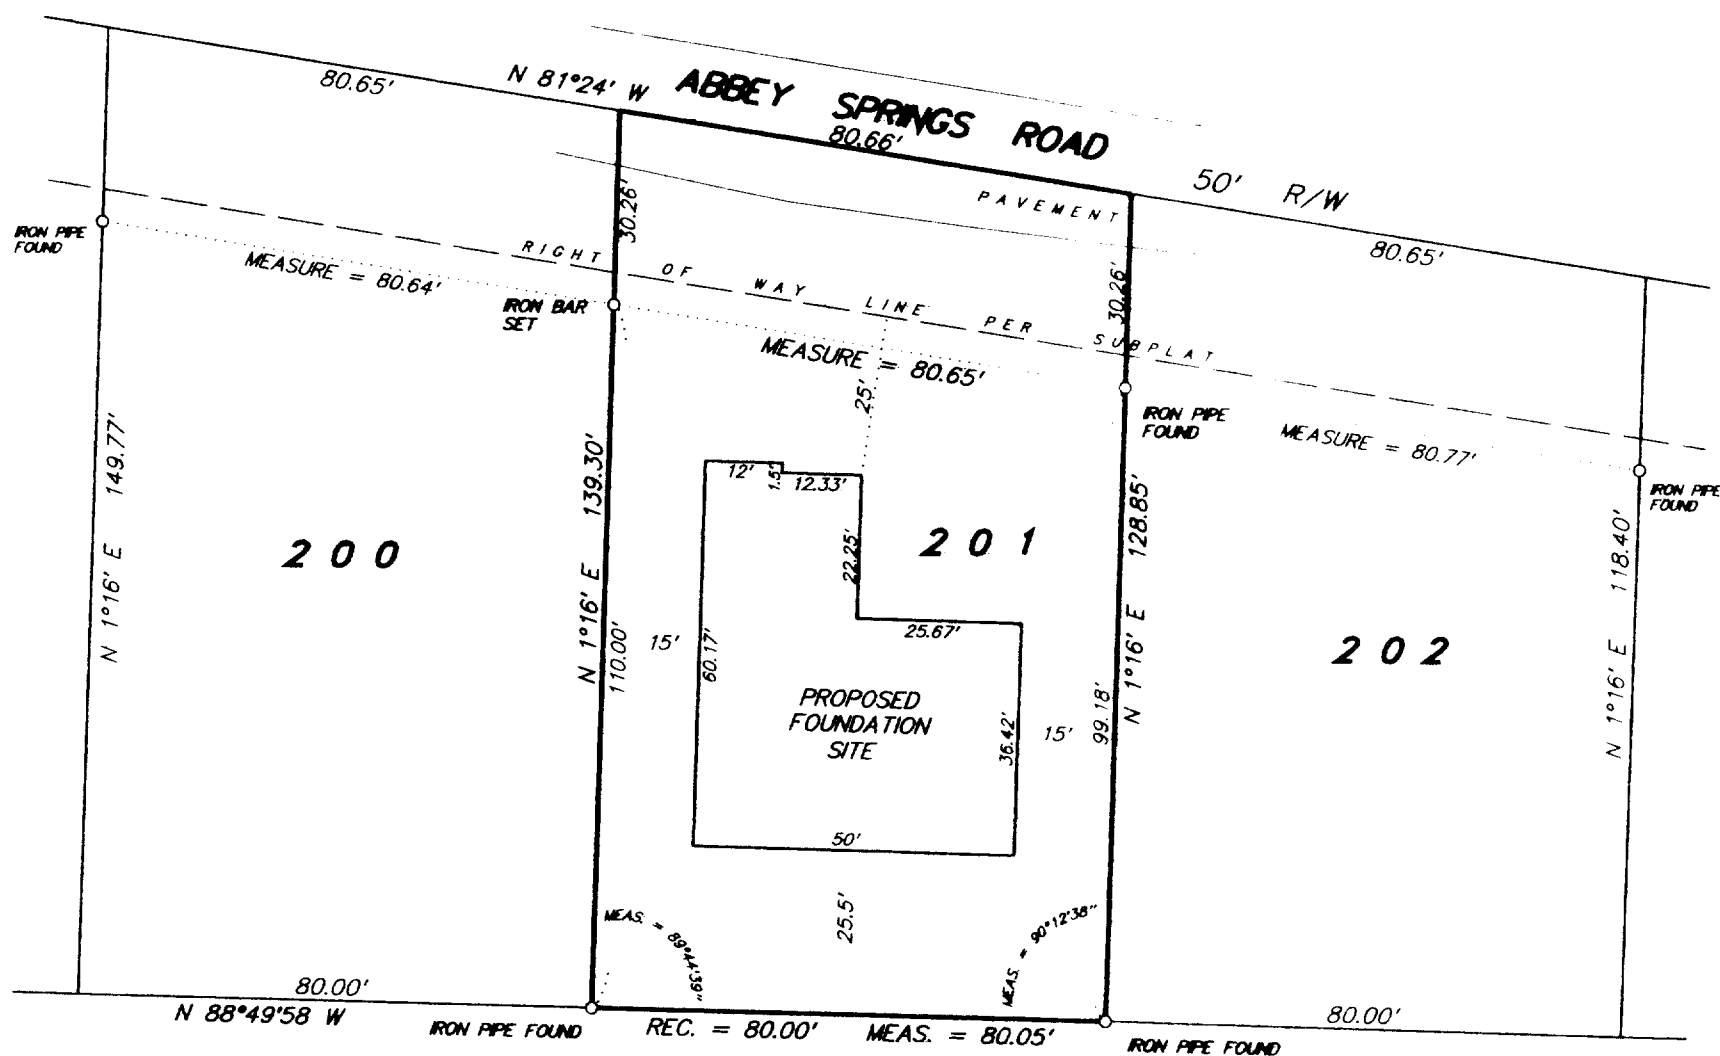 80.65'
N 81°24' W
ABBEY SPRINGS ROAD
80.66'
50' R/W
80.65'
PAVEMENT
30.26'
30.26'
IRON PIPE
FOUND
RIGHT OF WAY LINE PER SUBPLAT
MEASURE = 80.64'
IRON BAR
SET
MEASURE = 80.65'
25'
IRON PIPE
FOUND
MEASURE = 80.77'
IRON PIPE
FOUND
N 1°16' E 149.77'
200
N 1°16' E 139.30'
110.00'
12'
1.5'
12.33'
22.25'
201
25.67'
15'
60.17'
PROPOSED
FOUNDATION
SITE
36.42'
15'
50'
99.18'
N 1°16' E 128.85'
202
N 1°16' E 118.40'
25.5'
MEAS. = 89°44'39"
MEAS. = 90°12'38"
80.00'
N 88°49'58 W
IRON PIPE FOUND
REC. = 80.00' MEAS. = 80.05'
80.00'
IRON PIPE FOUND